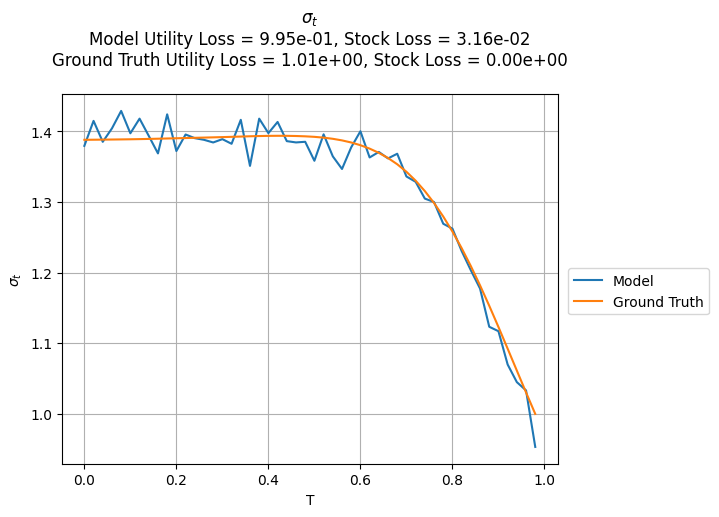 σt
Model Utility Loss = 9.95e-01, Stock Loss = 3.16e-02
Ground Truth Utility Loss = 1.01e+00, Stock Loss = 0.00e+00
1.4
1.3
1.2
1.1
1.0
σt
0.0 0.2 0.4 0.6 0.8 1.0
T
Model
Ground Truth